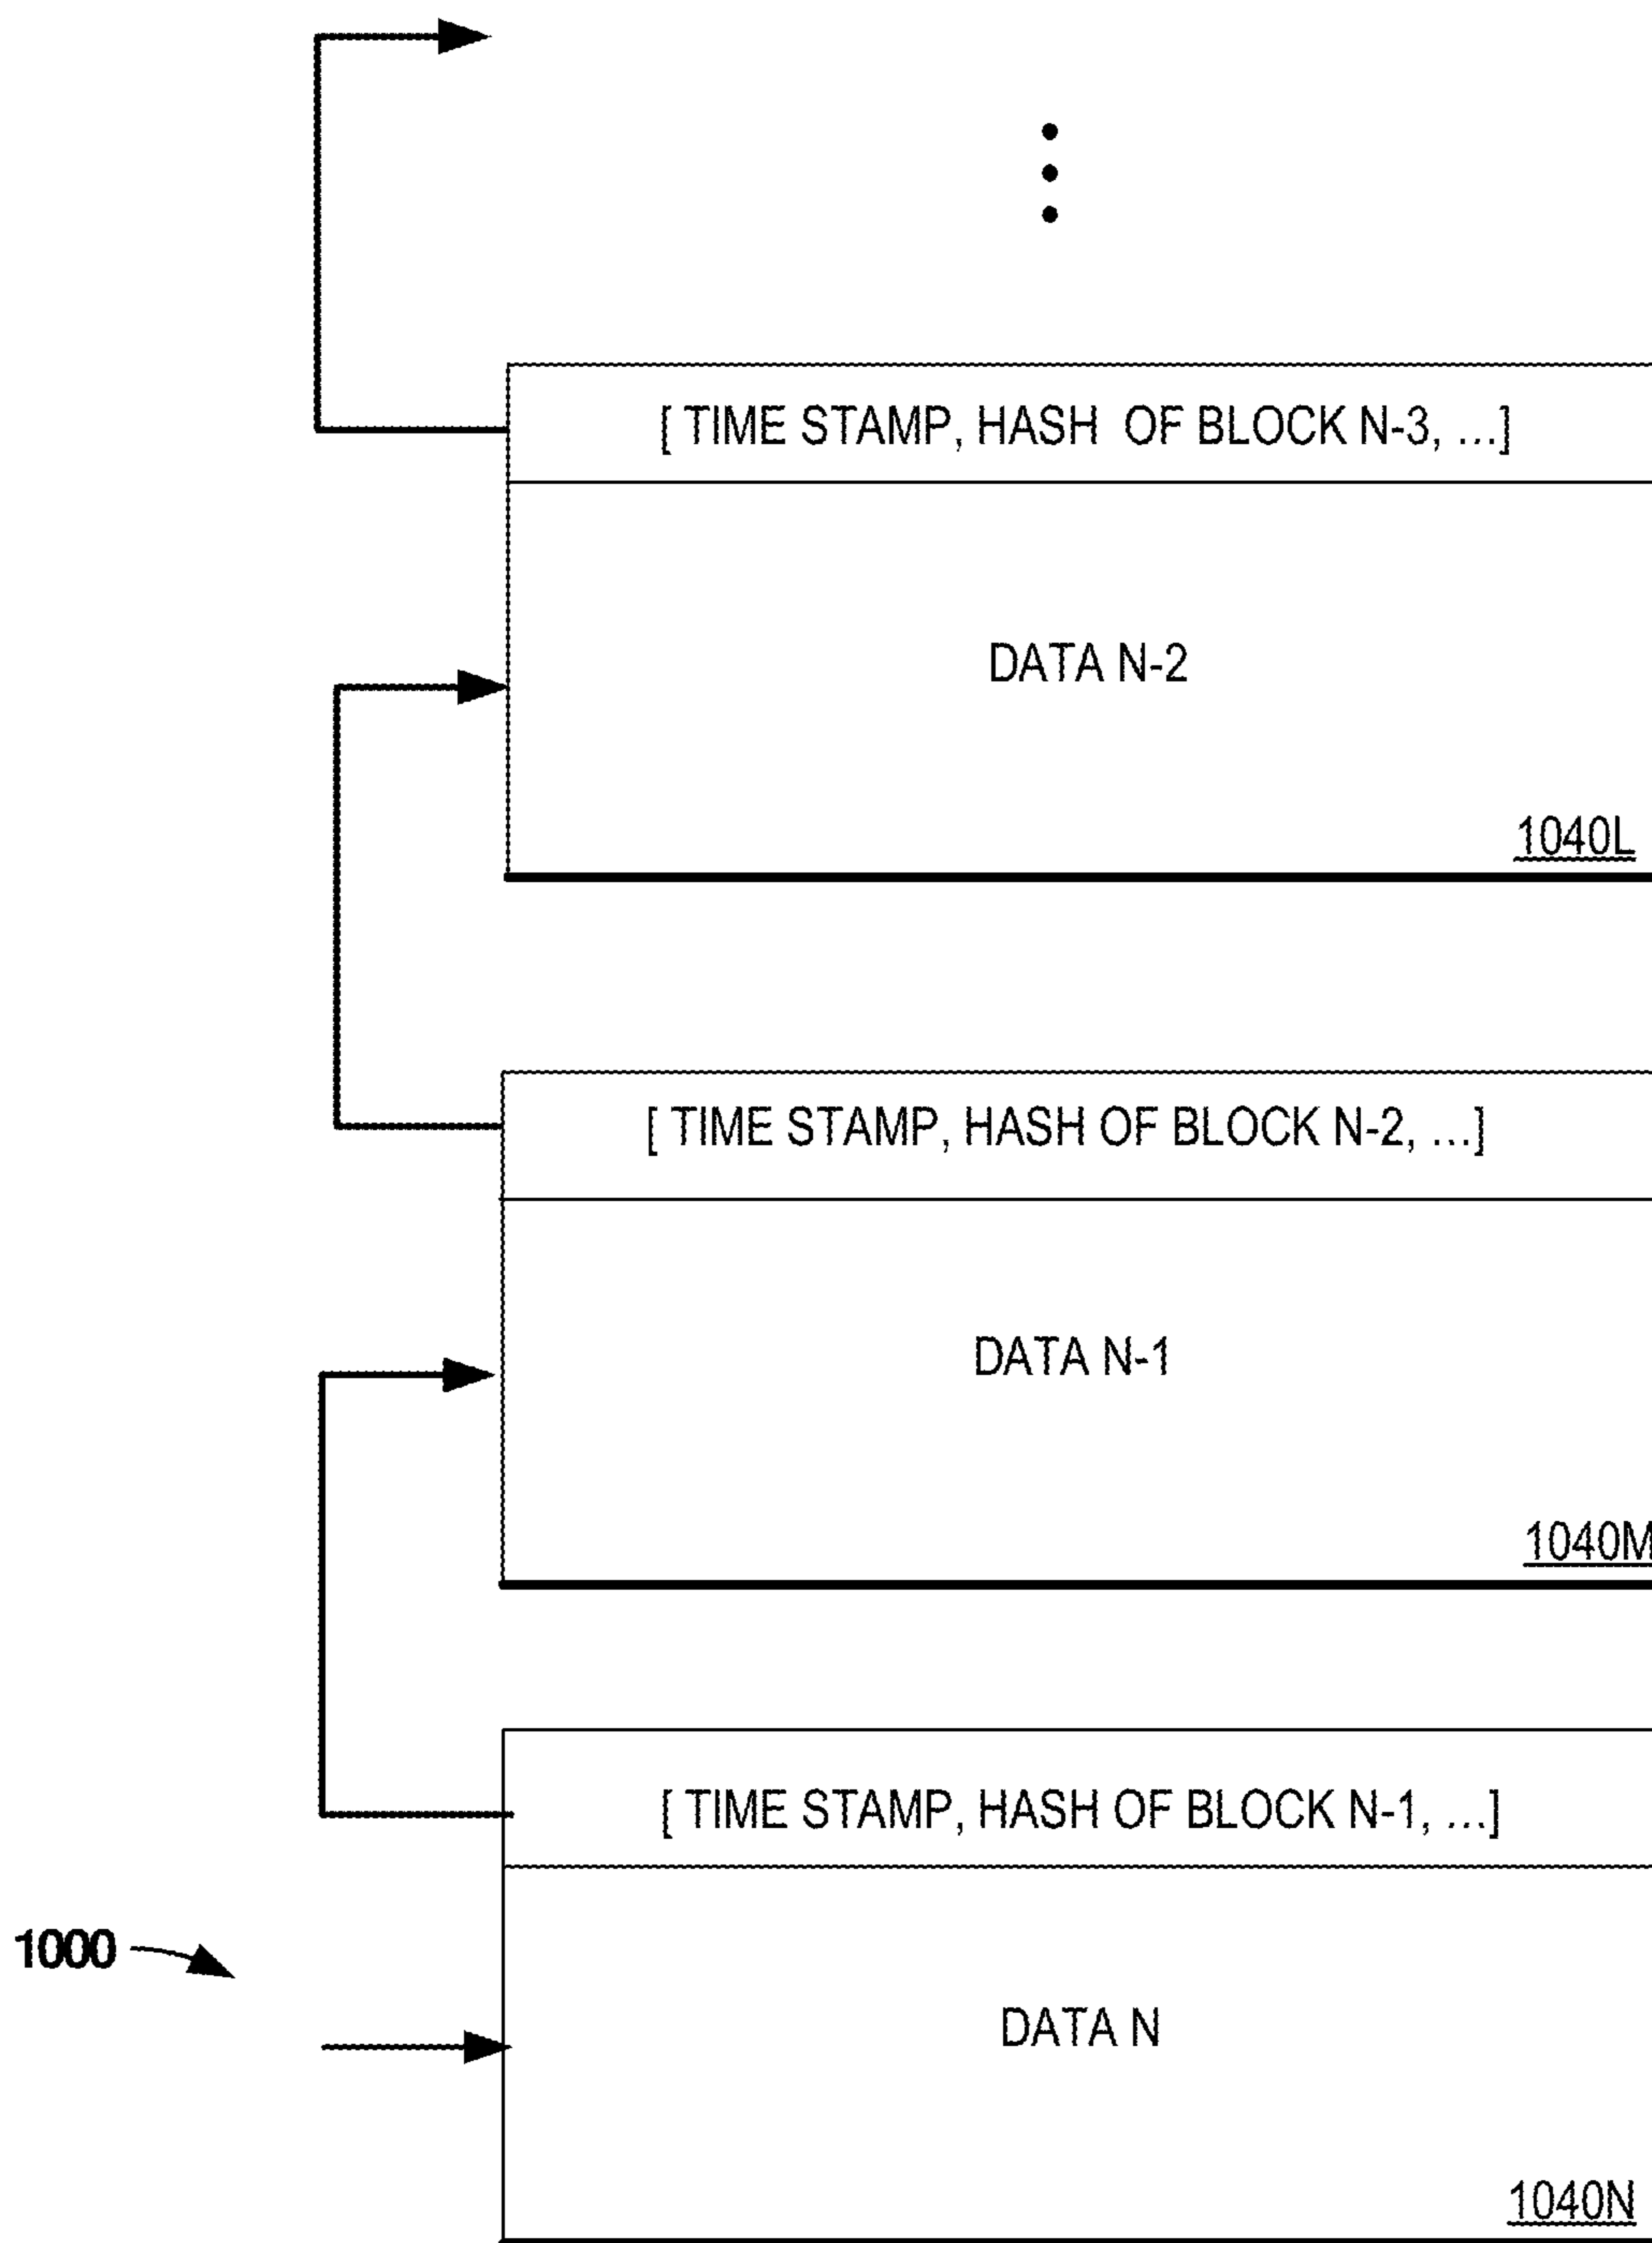 [ TIME STAMP, HASH OF BLOCK N-3, ...]
DATA N-2
1040L
[ TIME STAMP, HASH OF BLOCK N-2, ...]
DATA N-1
1040M
[ TIME STAMP, HASH OF BLOCK N-1, ...]
1000
DATA N
1040N